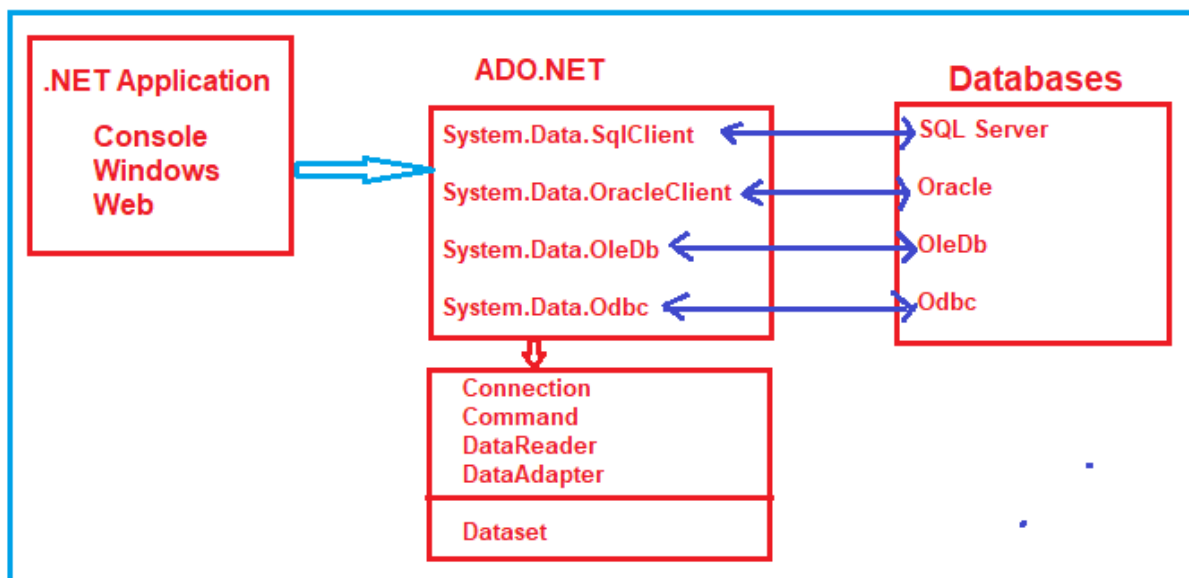 .NET Application
Console
Windows
Web
ADO.NET
System.Data.SqlClient
System.Data.OracleClient
System.Data.OleDb
System.Data.Odbc
Connection
Command
DataReader
DataAdapter
Dataset
Databases
SQL Server
Oracle
OleDb
Odbc